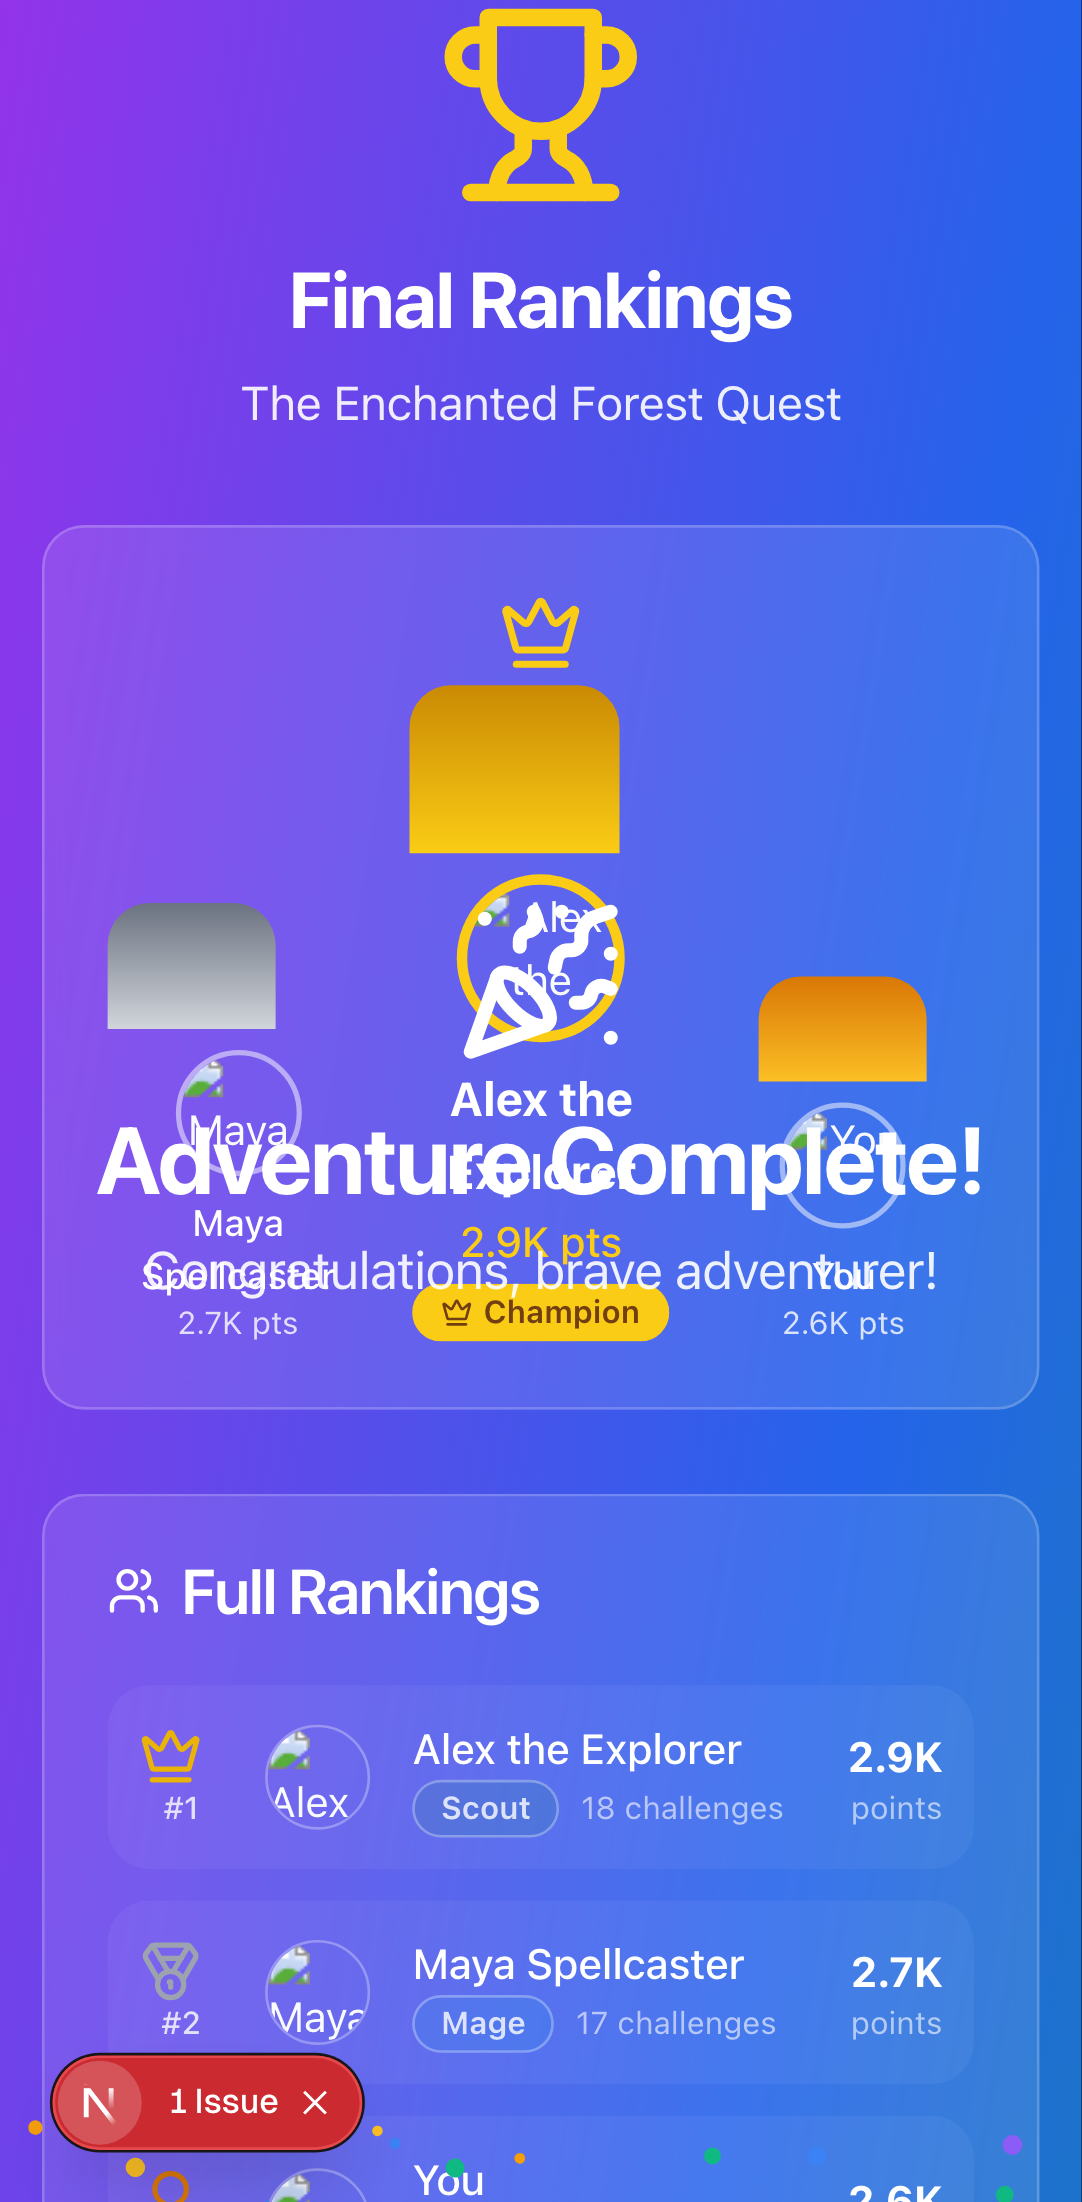 Final Rankings
The Enchanted Forest Quest
Alex
the
Alex the
Explorer
2.9K pts
Champion
Maya
Maya
Spellcaster
2.7K pts
You
2.6K pts
Adventure Complete!
Congratulations, brave adventurer!
Full Rankings
#1
Alex
Alex the Explorer
Scout 18 challenges
2.9K
points
#2
Maya
Maya Spellcaster
Mage 17 challenges
2.7K
points
N 1 Issue
You
2.6K